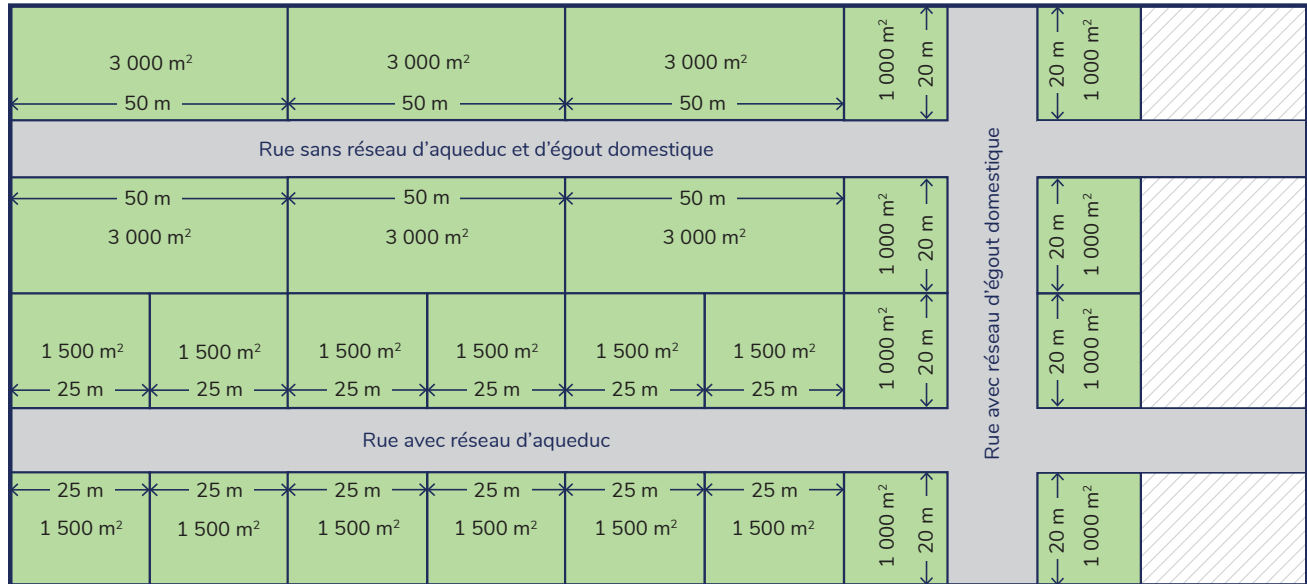 3 000 m²
3 000 m²
3 000 m²
50 m
50 m
50 m
1 000 m²
20 m
20 m
1 000 m²
Rue sans réseau d'aqueduc et d'égout domestique
Rue avec réseau d'égout domestique
50 m
50 m
50 m
3 000 m²
3 000 m²
3 000 m²
1 000 m²
20 m
20 m
1 000 m²
1 500 m²
1 500 m²
1 500 m²
1 500 m²
1 500 m²
1 500 m²
25 m
25 m
25 m
25 m
25 m
25 m
1 000 m²
20 m
20 m
1 000 m²
Rue avec réseau d'aqueduc
25 m
25 m
25 m
25 m
25 m
25 m
1 500 m²
1 500 m²
1 500 m²
1 500 m²
1 500 m²
1 500 m²
1 000 m²
20 m
20 m
1 000 m²